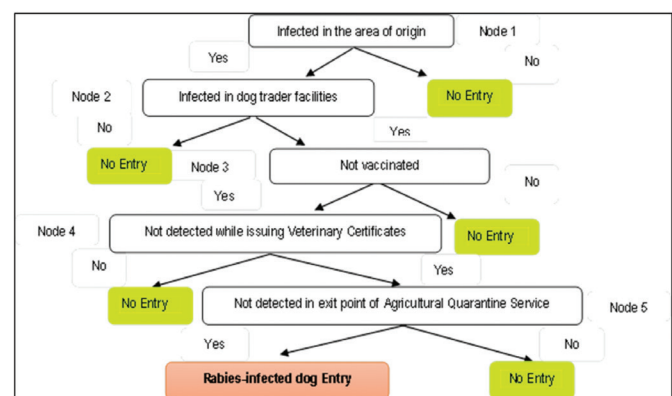 Infected in the area of origin
Node 1
Yes
No
Node 2
Infected in dog trader facilities
No Entry
No
Yes
No Entry
Node 3
Not vaccinated
Yes
No
Node 4
Not detected while issuing Veterinary Certificates
No Entry
No
Yes
No Entry
Not detected in exit point of Agricultural Quarantine Service
Node 5
Yes
No
Rabies-infected dog Entry
No Entry